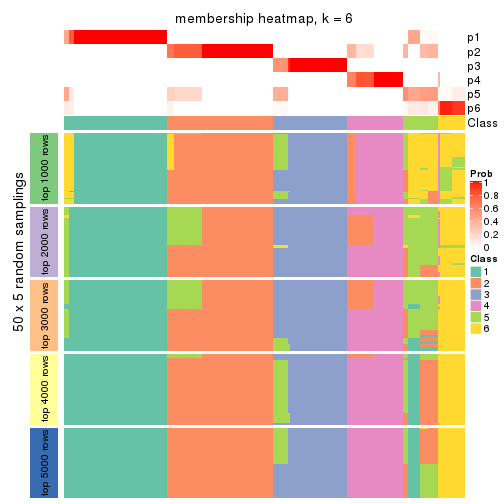 membership heatmap, k = 6
p1
p2
p3
p4
p5
p6
Class
50 x 5 random samplings
top 1000 rows
top 2000 rows
top 3000 rows
top 4000 rows
top 5000 rows
Prob
1
0.8
0.6
0.4
0.2
0
Class
1
2
3
4
5
6